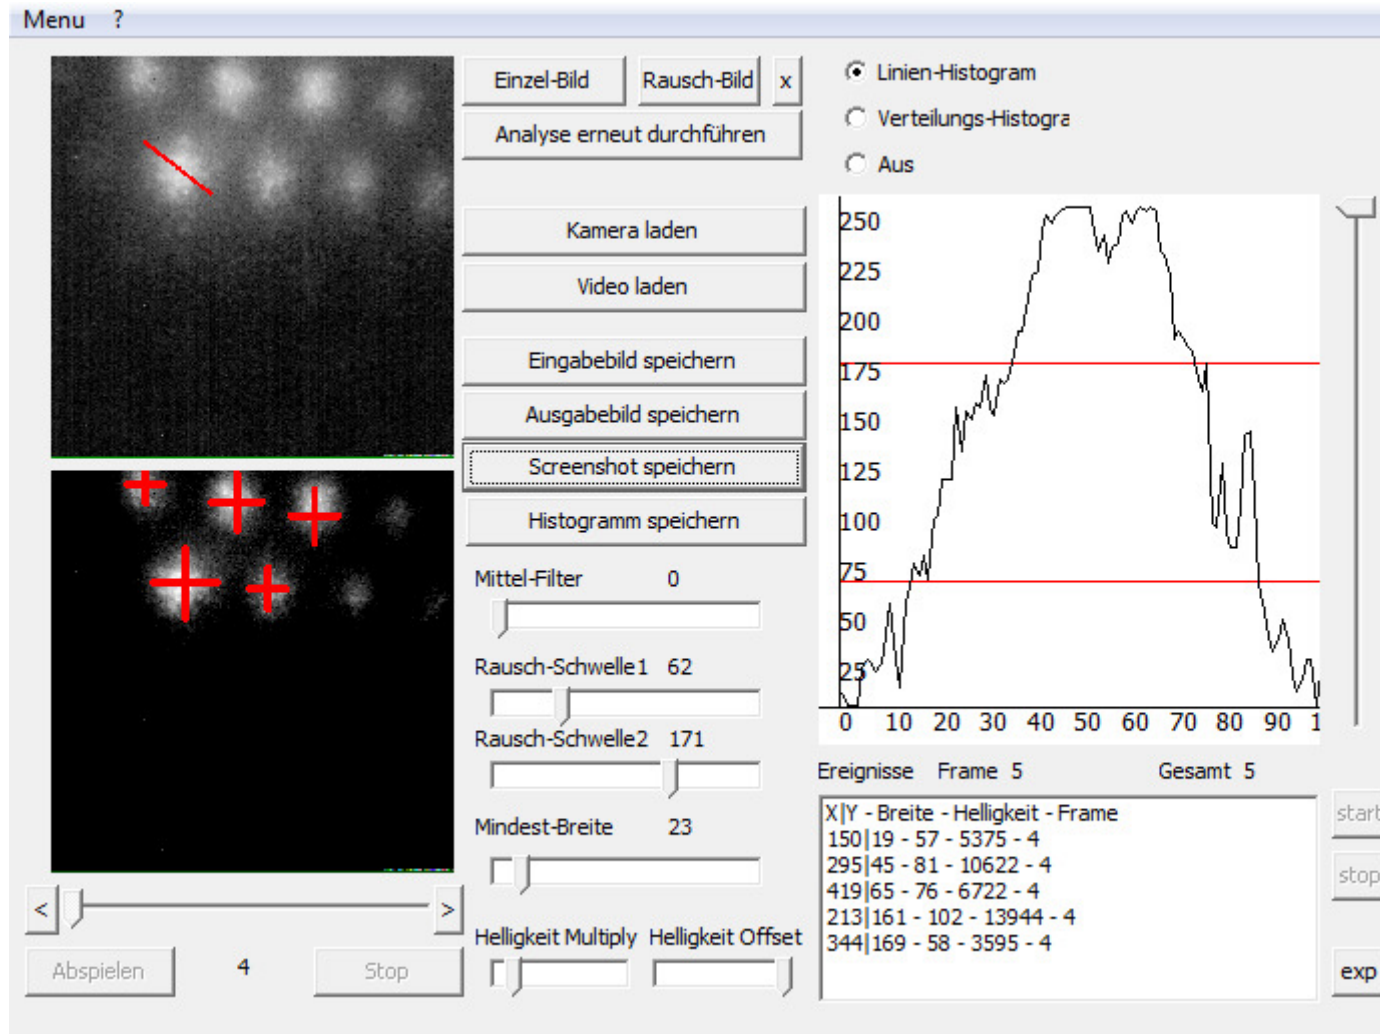 Menu ?
Einzel-Bild Rausch-Bild x
Analyse erneut durchführen
Kamera laden
Video laden
Eingabebild speichern
Ausgabebild speichern
Screenshot speichern
Histogramm speichern
Mittel-Filter 0
Rausch-Schwelle1 62
Rausch-Schwelle2 171
Mindest-Breite 23
Helligkeit Multiply Helligkeit Offset
< >
Abspielen 4 Stop
Linien-Histogram
Verteilungs-Histogra
Aus
250
225
200
175
150
125
100
75
50
25
0 10 20 30 40 50 60 70 80 90 1
Ereignisse Frame 5 Gesamt 5
X|Y - Breite - Helligkeit - Frame
150|19 - 57 - 5375 - 4
295|45 - 81 - 10622 - 4
419|65 - 76 - 6722 - 4
213|161 - 102 - 13944 - 4
344|169 - 58 - 3595 - 4
start
stop
exp